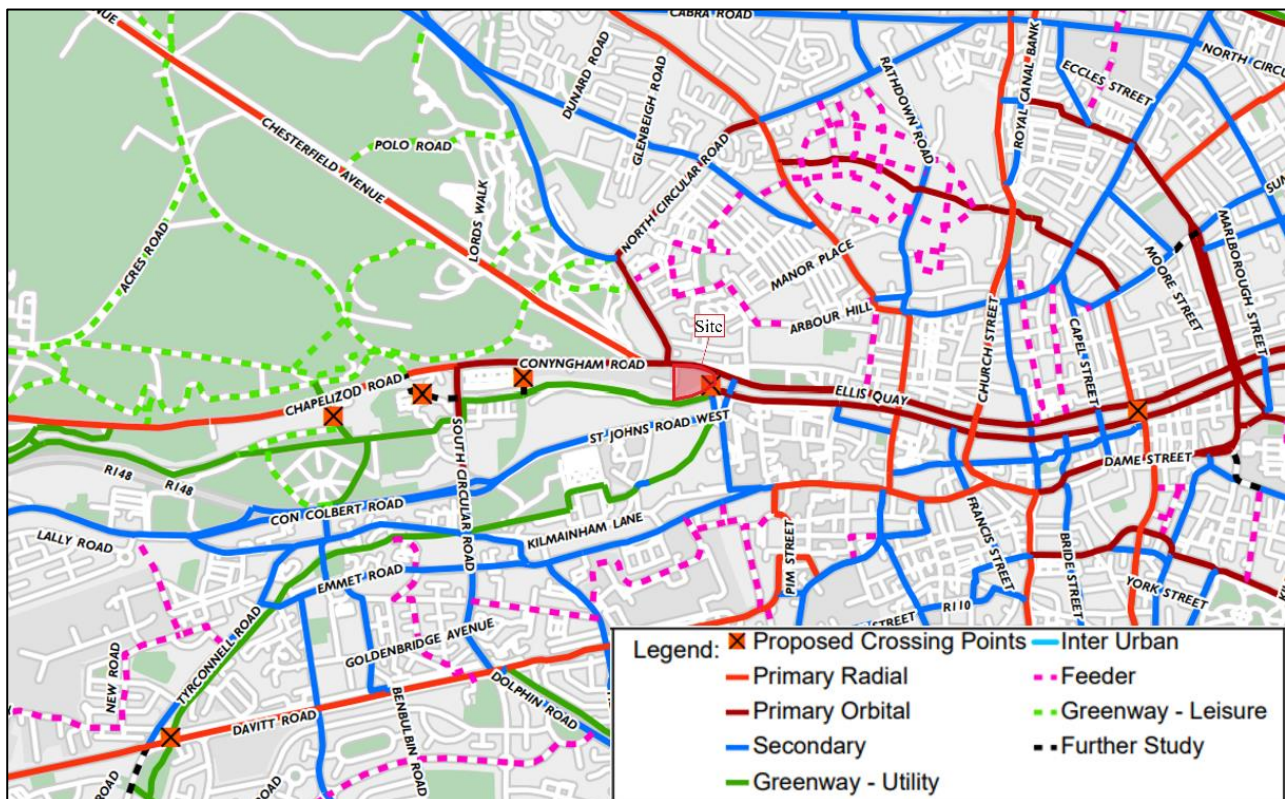 NUE
CABRA ROAD
NORTH CIRCU
ECCLES STREET
ROYAL CANAL BANK
RATHDOWN ROAD
DUNARD ROAD
GLENBEIGH ROAD
CHESTERFIELD AVENUE
POLO ROAD
LORDS WALK
ACRES ROAD
NORTH CIRCULAR ROAD
MANOR PLACE
ARBOUR HILL
SUM
MARLBOROUGH STREET
MOORE STREET
CAPEL STREET
CHURCH STREET
Site
CONYNGHAM ROAD
CHAPELIZOD ROAD
ELLIS QUAY
ST JOHNS ROAD WEST
SOUTH CIRCULAR ROAD
DAME STREET
R148
R148
CON COLBERT ROAD
KILMAINHAM LANE
LALLY ROAD
EMMET ROAD
PIM STREET
FRANCIS STREET
BRIDE STREET
YORK STREET
R110
STREET
TYRCONNELL ROAD
GOLDENBRIDGE AVENUE
NEW ROAD
DAVITT ROAD
BENBULBIN ROAD
DOLPHIN ROAD
ROAD
Legend:
Proposed Crossing Points
Inter Urban
Primary Radial
Feeder
Primary Orbital
Greenway - Leisure
Secondary
Further Study
Greenway - Utility